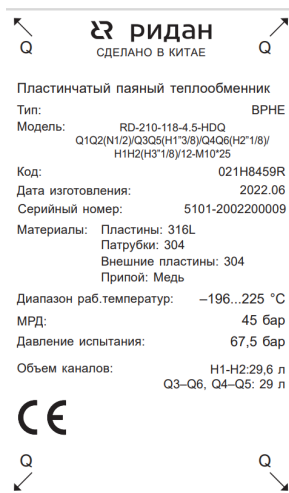 Q ридан Q
СДЕЛАНО В КИТАЕ
Пластинчатый паяный теплообменник
Тип: BPHE
Модель: RD-210-118-4.5-HDQ
Q1Q2(N1/2)/Q3Q5(H1"3/8)/Q4Q6(H2"1/8)/
H1H2(H3"1/8)/12-M10*25
Код: 021H8459R
Дата изготовления: 2022.06
Серийный номер: 5101-2002200009
Материалы: Пластины: 316L
Патрубки: 304
Внешние пластины: 304
Припой: Медь
Диапазон раб.температур: –196...225 °C
МРД: 45 бар
Давление испытания: 67,5 бар
Объем каналов: H1-H2:29,6 л
Q3–Q6, Q4–Q5: 29 л
CE
Q Q